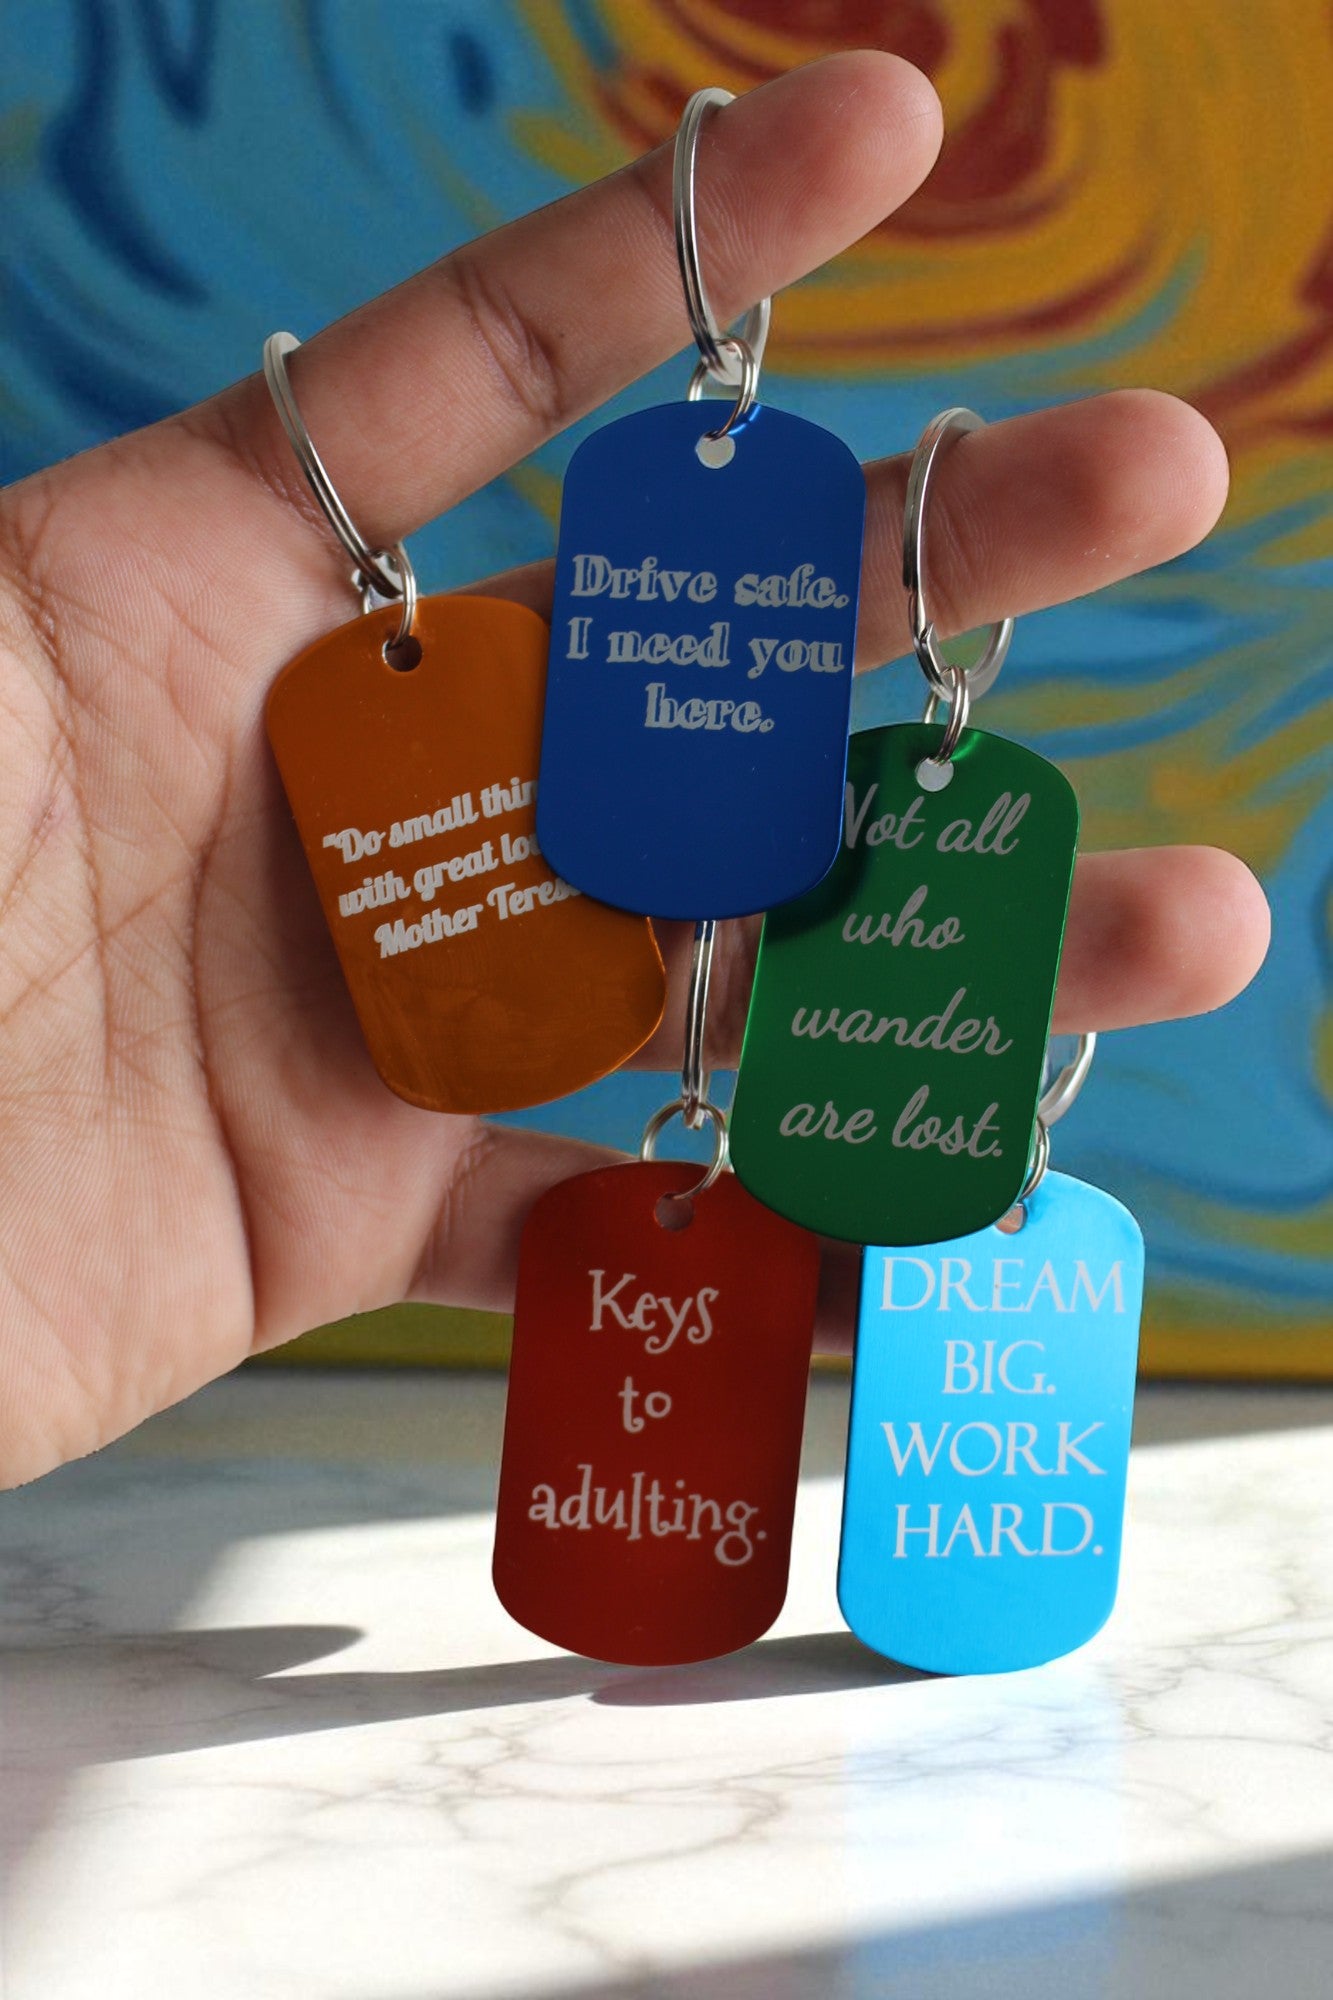 Drive safe.
I need you
here.
"Do small
with great
Mother
Not all
who
wander
are lost.
Keys
to
adulting.
DREAM
BIG.
WORK
HARD.